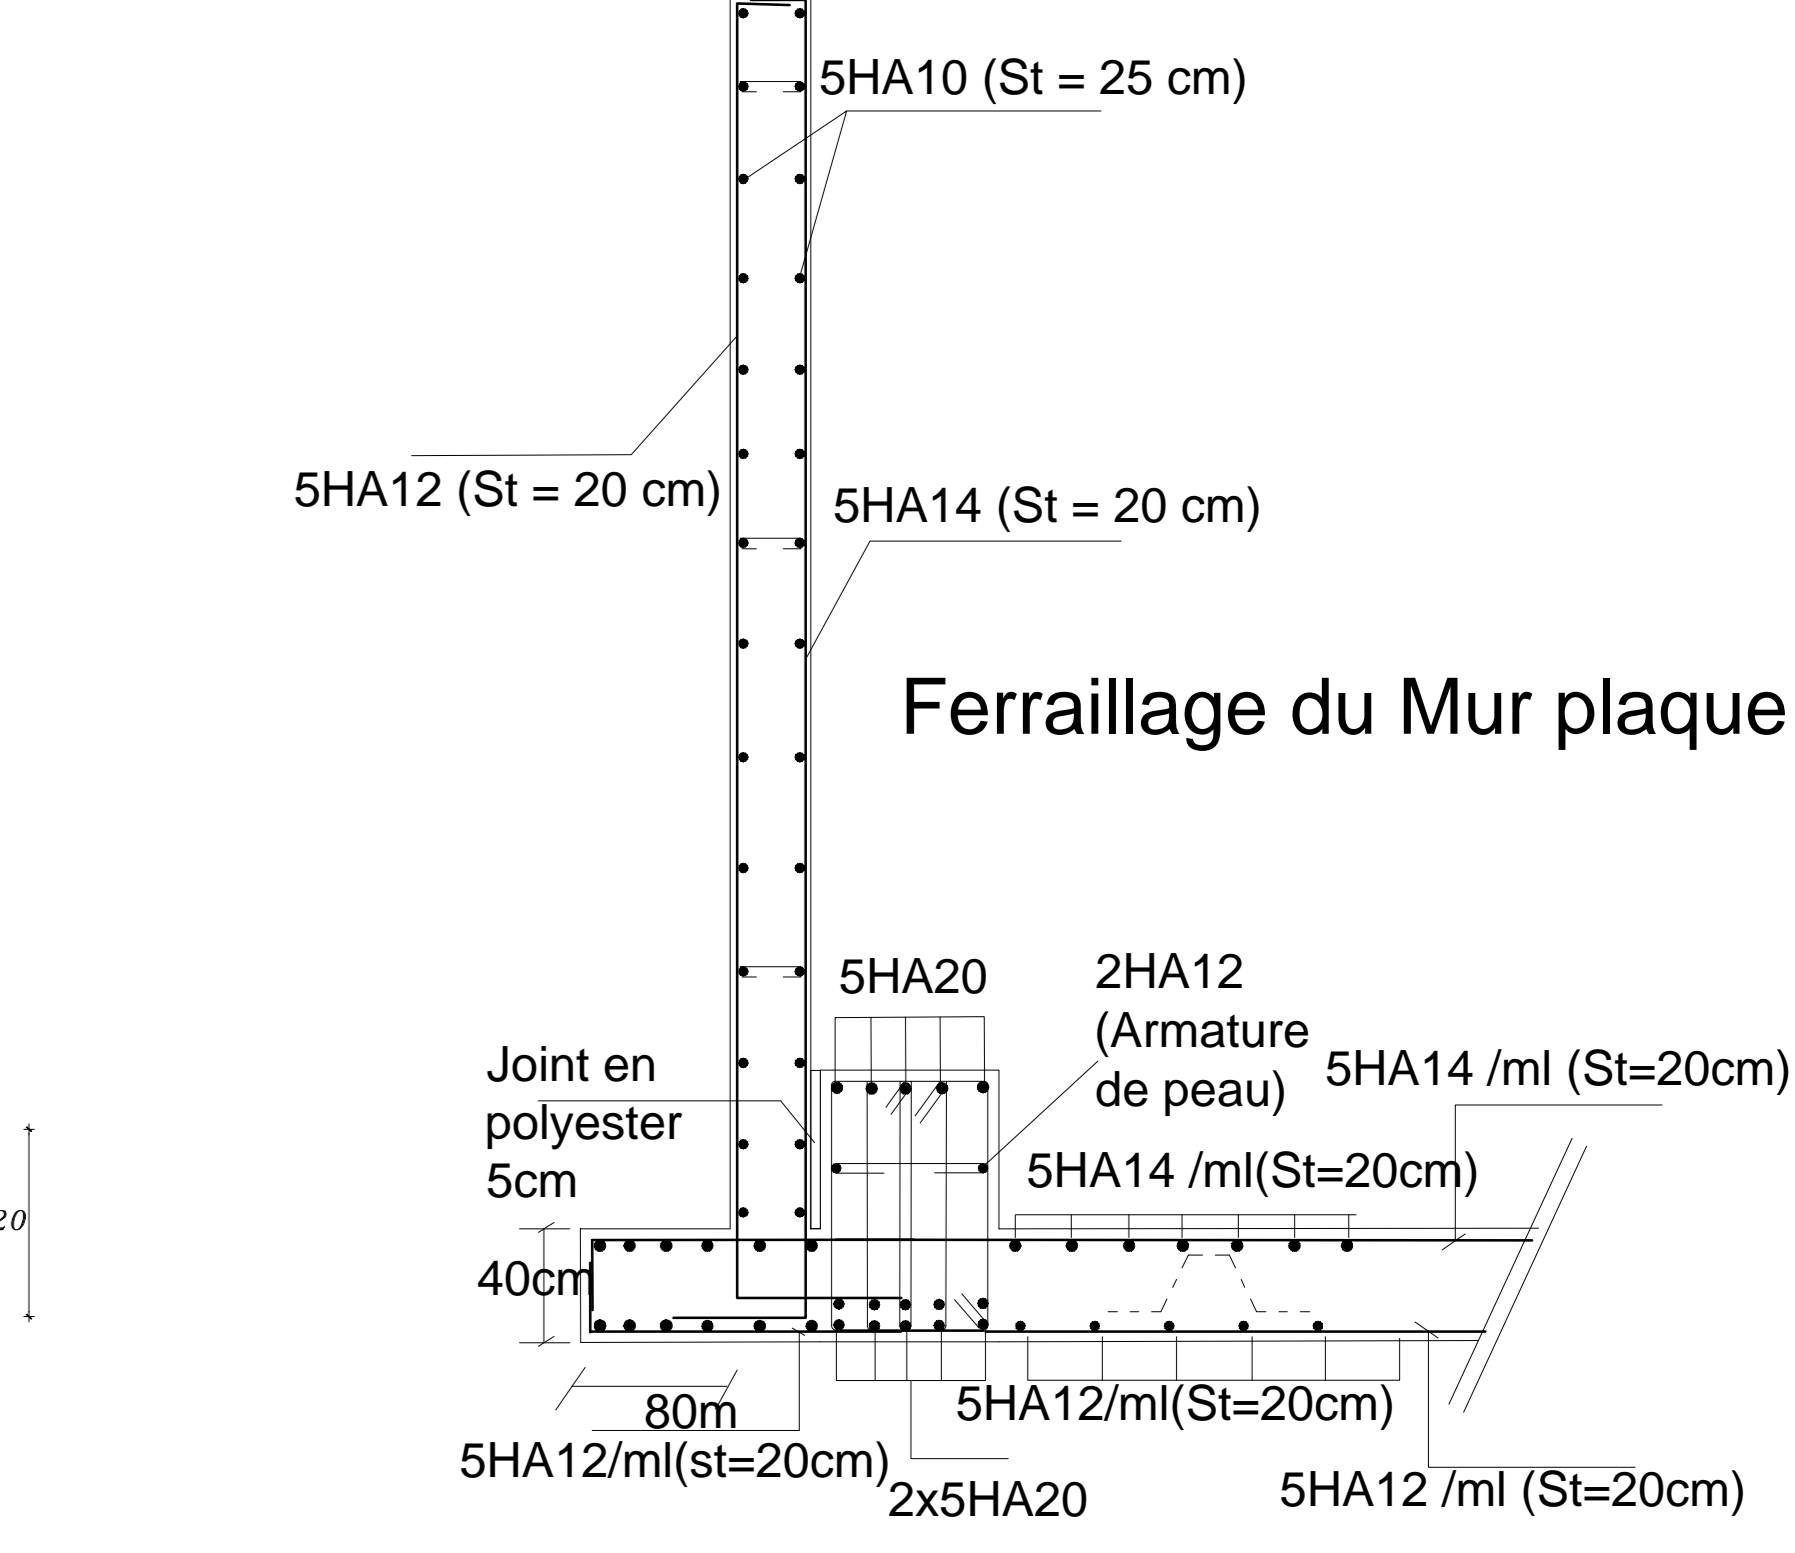 5HA10 (St = 25 cm)
5HA12 (St = 20 cm)
5HA14 (St = 20 cm)
Ferraillage du Mur plaque
5HA20
2HA12
(Armature
de peau)
Joint en
polyester
5cm
5HA14 /ml (St=20cm)
5HA14 /ml(St=20cm)
20
40cm
80m
5HA12/ml(st=20cm)
5HA12/ml(St=20cm)
2x5HA20
5HA12 /ml (St=20cm)